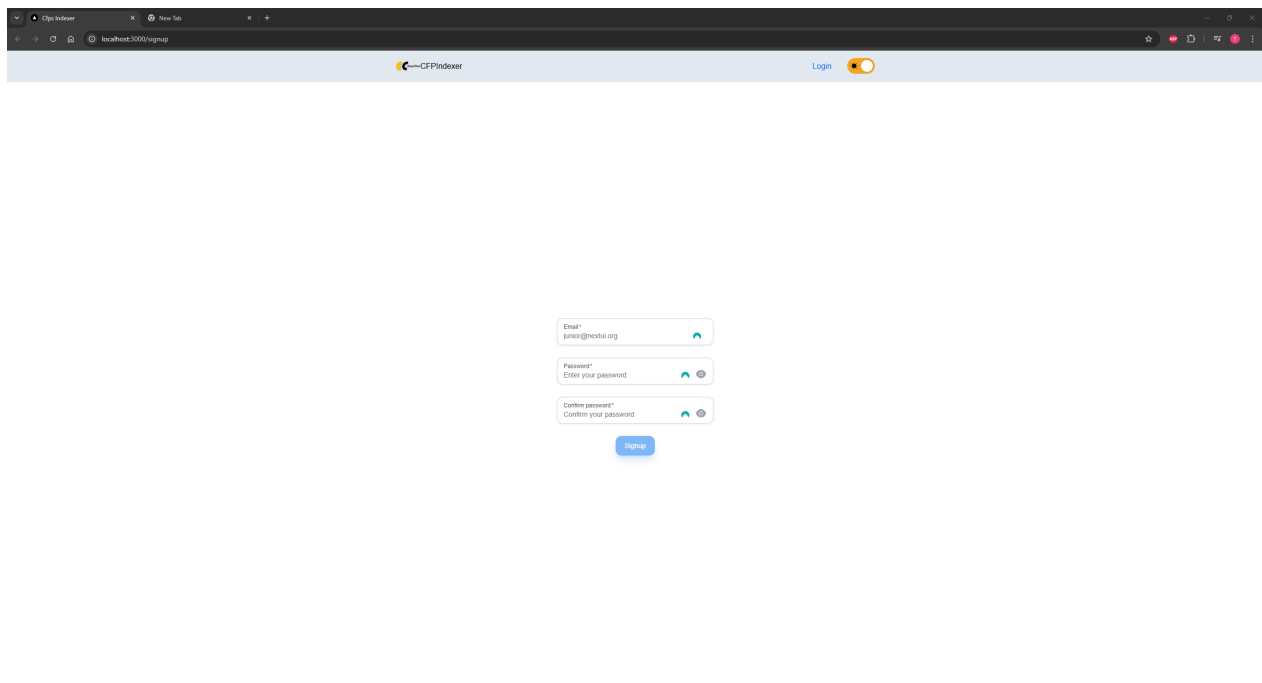 Cfps Indexer
New Tab
localhost:3000/signup
CFPIndexer
Login
Email*
junior@nextui.org
Password*
Enter your password
Confirm password*
Confirm your password
Signup